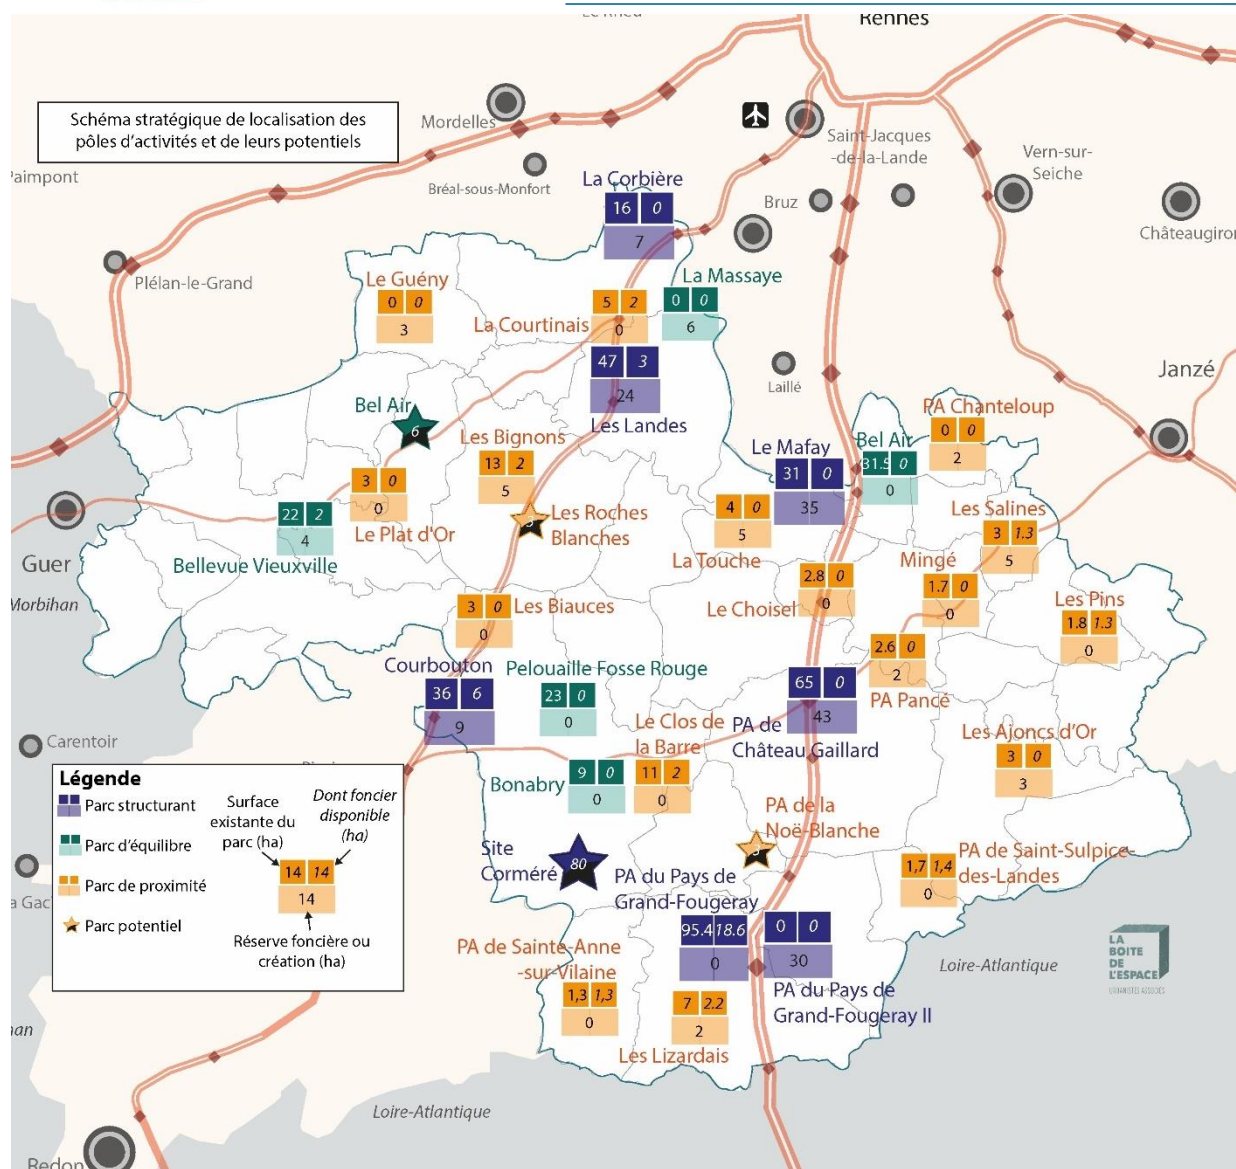 Rennes
Schéma stratégique de localisation des
pôles d'activités et de leurs potentiels
Mordelles
Saint-Jacques
-de-la-Lande
Vern-sur-
Seiche
Paimpont
Bréal-sous-Monfort
La Corbière
16 0
7
Bruz
Châteaugiron
Plélan-le-Grand
Le Guény
0 0
3
La Massaye
0 0
6
La Courtinais
5 2
0
47 3
24
Les Landes
Laillé
Janzé
Bel Air
6
Les Bignons
13 2
5
PA Chanteloup
0 0
2
Le Mafay
31 0
35
Bel Air
31.5 0
0
3 0
0
Le Plat d'Or
22 2
4
Bellevue Vieuxville
Les Roches
Blanches
4 0
5
La Touche
Les Salines
3 1.3
5
Guer
Morbihan
Mingé
1.7 0
0
2.8 0
0
Le Choisel
3 0
0
Les Biauces
Les Pins
1.8 1.3
0
2.6 0
2
PA Pancé
Courbouton
36 6
9
Pelouaille Fosse Rouge
23 0
0
65 0
43
PA de
Château Gaillard
Le Clos de
la Barre
11 2
0
Les Ajoncs d'Or
3 0
3
Carentoir
Bonabry
9 0
0
Légende
Parc structurant
Parc d'équilibre
Parc de proximité
Parc potentiel
Surface
existante du
parc (ha)
Dont foncier
disponible
(ha)
14 14
14
Réserve foncière ou
création (ha)
PA de la
Noë-Blanche
Site
Corméré
80
PA de Saint-Sulpice-
des-Landes
1,7 1,4
0
PA du Pays de
Grand-Fougeray
95.4 18.6
0
0 0
30
PA du Pays de
Grand-Fougeray II
PA de Sainte-Anne
-sur-Vilaine
1,3 1,3
0
7 2.2
2
Les Lizardais
LA
BOITE
DE
L'ESPACE
Loire-Atlantique
Loire-Atlantique
Redon